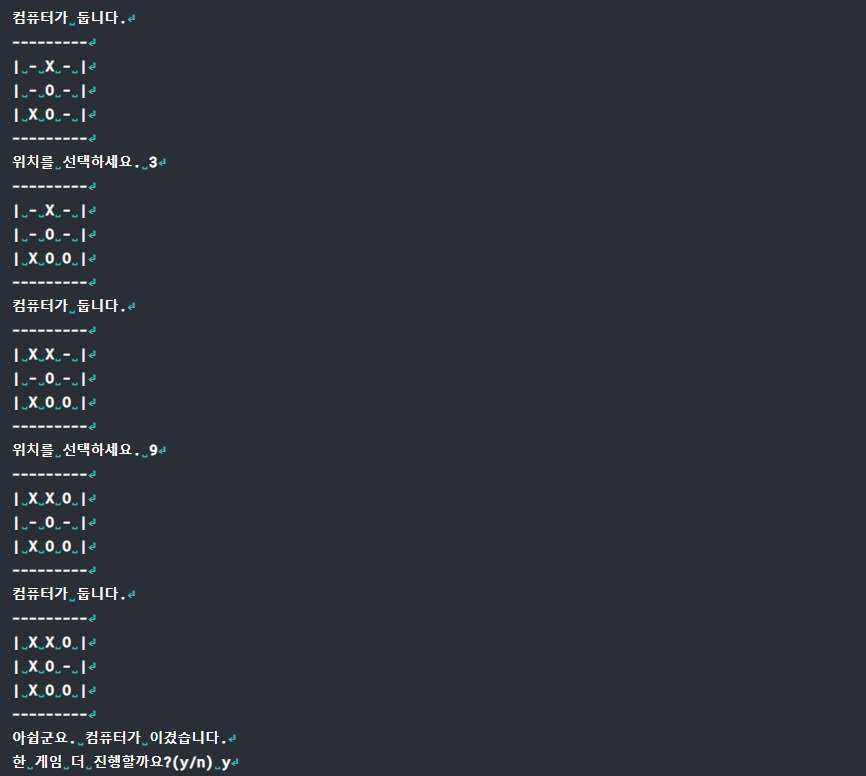 컴퓨터가 둡니다.
---------
| - X - |
| - O - |
| X O - |
---------
위치를 선택하세요. 3
---------
| - X - |
| - O - |
| X O O |
---------
컴퓨터가 둡니다.
---------
| X X - |
| - O - |
| X O O |
---------
위치를 선택하세요. 9
---------
| X X O |
| - O - |
| X O O |
---------
컴퓨터가 둡니다.
---------
| X X O |
| X O - |
| X O O |
---------
아쉽군요. 컴퓨터가 이겼습니다.
한 게임 더 진행할까요?(y/n) y